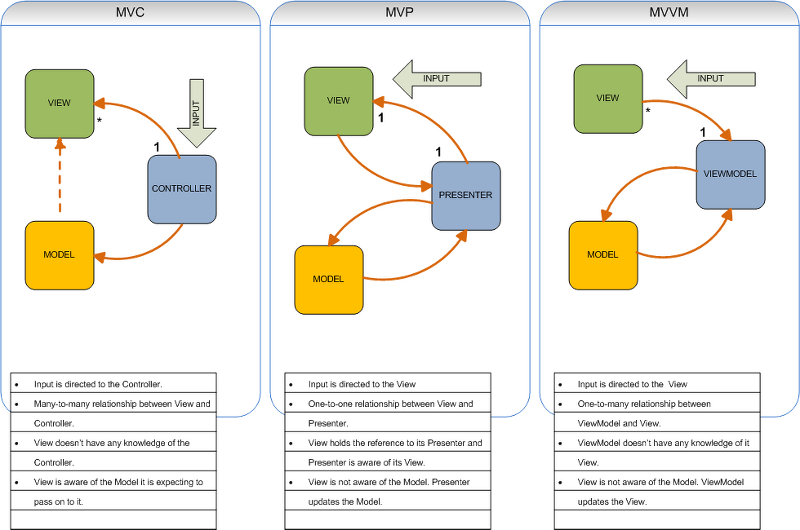 MVC
MVP
MVVM
VIEW
*
INPUT
1
CONTROLLER
MODEL
VIEW
INPUT
1
1
PRESENTER
MODEL
VIEW
INPUT
*
1
VIEWMODEL
MODEL
• Input is directed to the Controller.
• Many-to-many relationship between View and
Controller.
• View doesn't have any knowledge of the
Controller.
• View is aware of the Model it is expecting to
pass on to it.
• Input is directed to the View
• One-to-one relationship between View and
Presenter.
• View holds the reference to its Presenter and
Presenter is aware of its View.
• View is not aware of the Model. Presenter
updates the Model.
• Input is directed to the View
• One-to-many relationship between
ViewModel and View.
• ViewModel doesn't have any knowledge of it
View.
• View is not aware of the Model. ViewModel
updates the View.